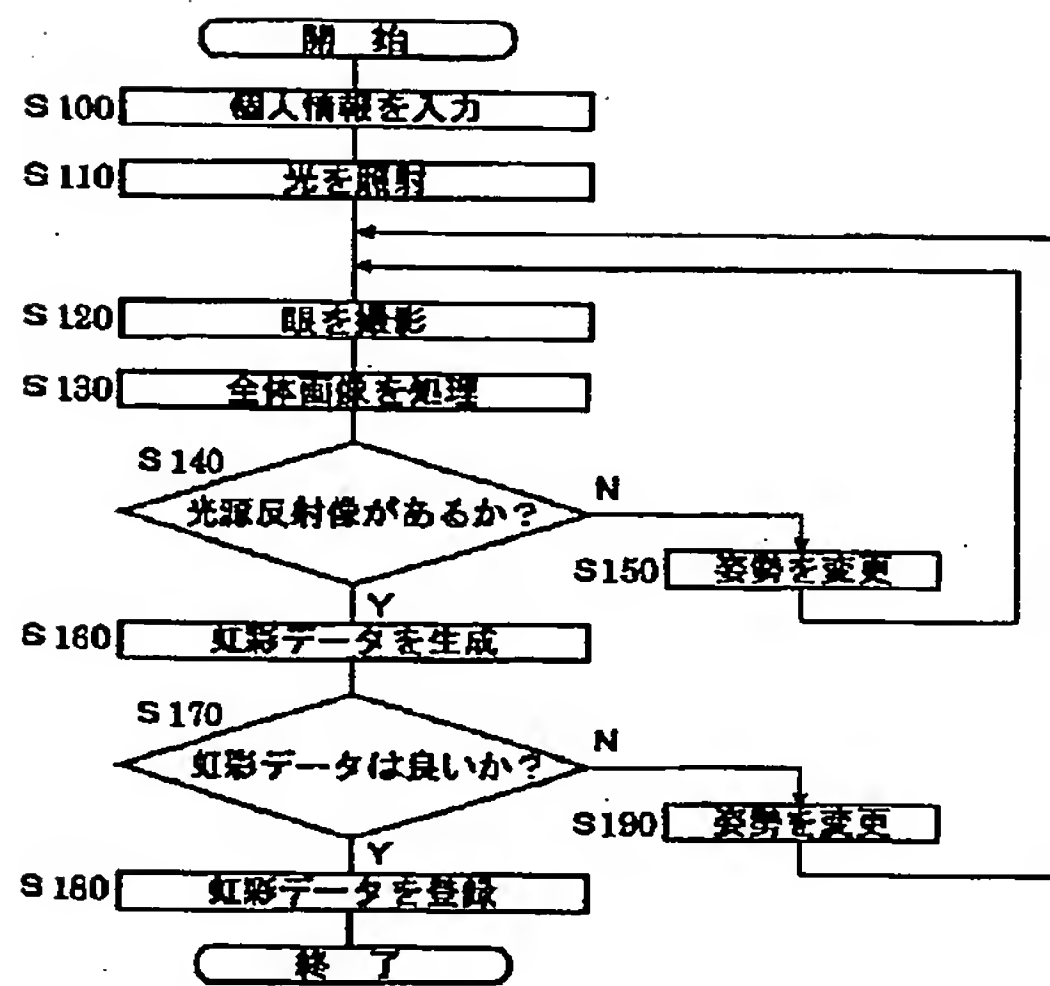 開始
S100 個人情報を入力
S110 光を照射
S120 眼を撮影
S130 全体画像を処理
S140
光源反射像があるか?
N
S150 姿勢を変更
Y
S160 虹彩データを生成
S170
虹彩データは良いか?
N
S190 姿勢を変更
Y
S180 虹彩データを登録
終了